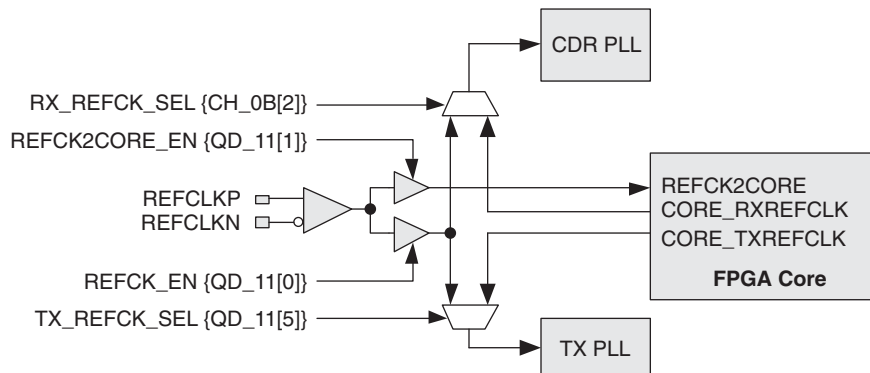 CDR PLL
RX_REFCK_SEL {CH_0B[2]}
REFCK2CORE_EN {QD_11[1]}
REFCLKP
REFCLKN
REFCK2CORE
CORE_RXREFCLK
CORE_TXREFCLK
FPGA Core
REFCK_EN {QD_11[0]}
TX_REFCK_SEL {QD_11[5]}
TX PLL